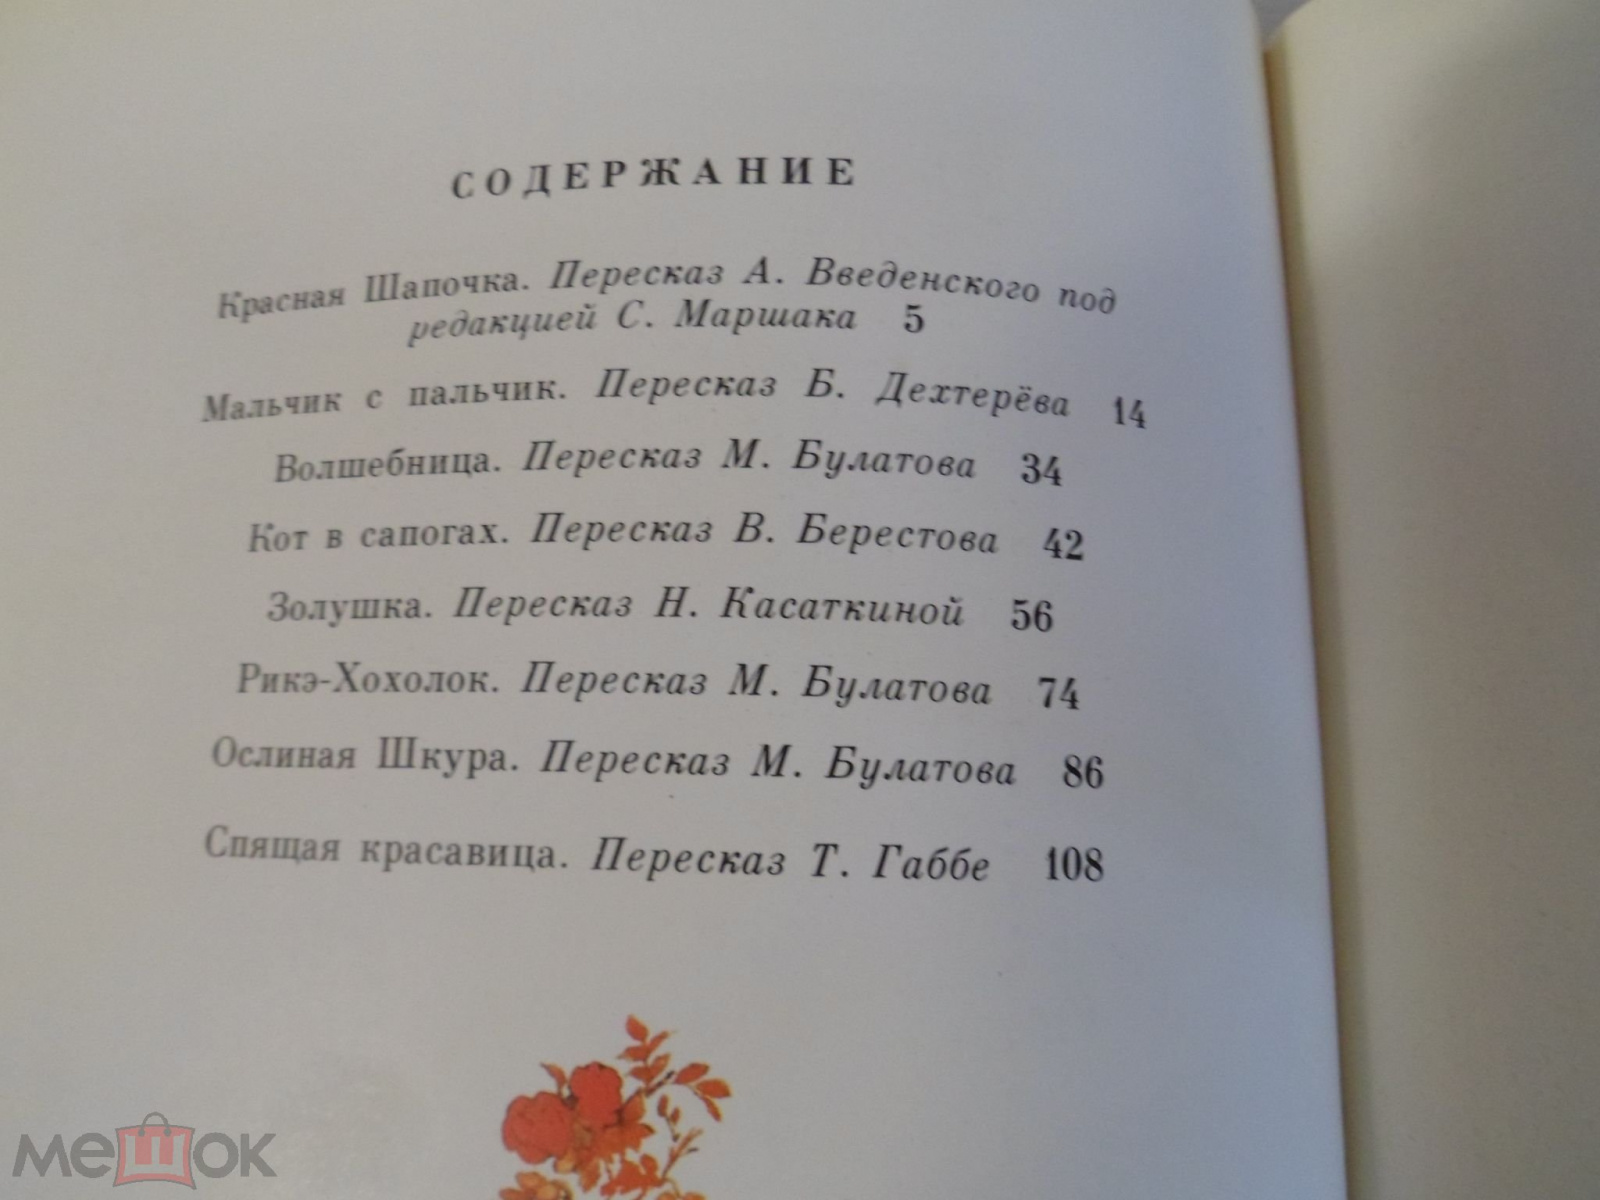 СОДЕРЖАНИЕ
Красная Шапочка. Пересказ А. Введенского под
редакцией С. Маршака 5
Мальчик с пальчик. Пересказ Б. Дехтерёва 14
Волшебница. Пересказ М. Булатова 34
Кот в сапогах. Пересказ В. Берестова 42
Золушка. Пересказ Н. Касаткиной 56
Рикэ-Хохолок. Пересказ М. Булатова 74
Ослиная Шкура. Пересказ М. Булатова 86
Спящая красавица. Пересказ Т. Габбе 108
мешок